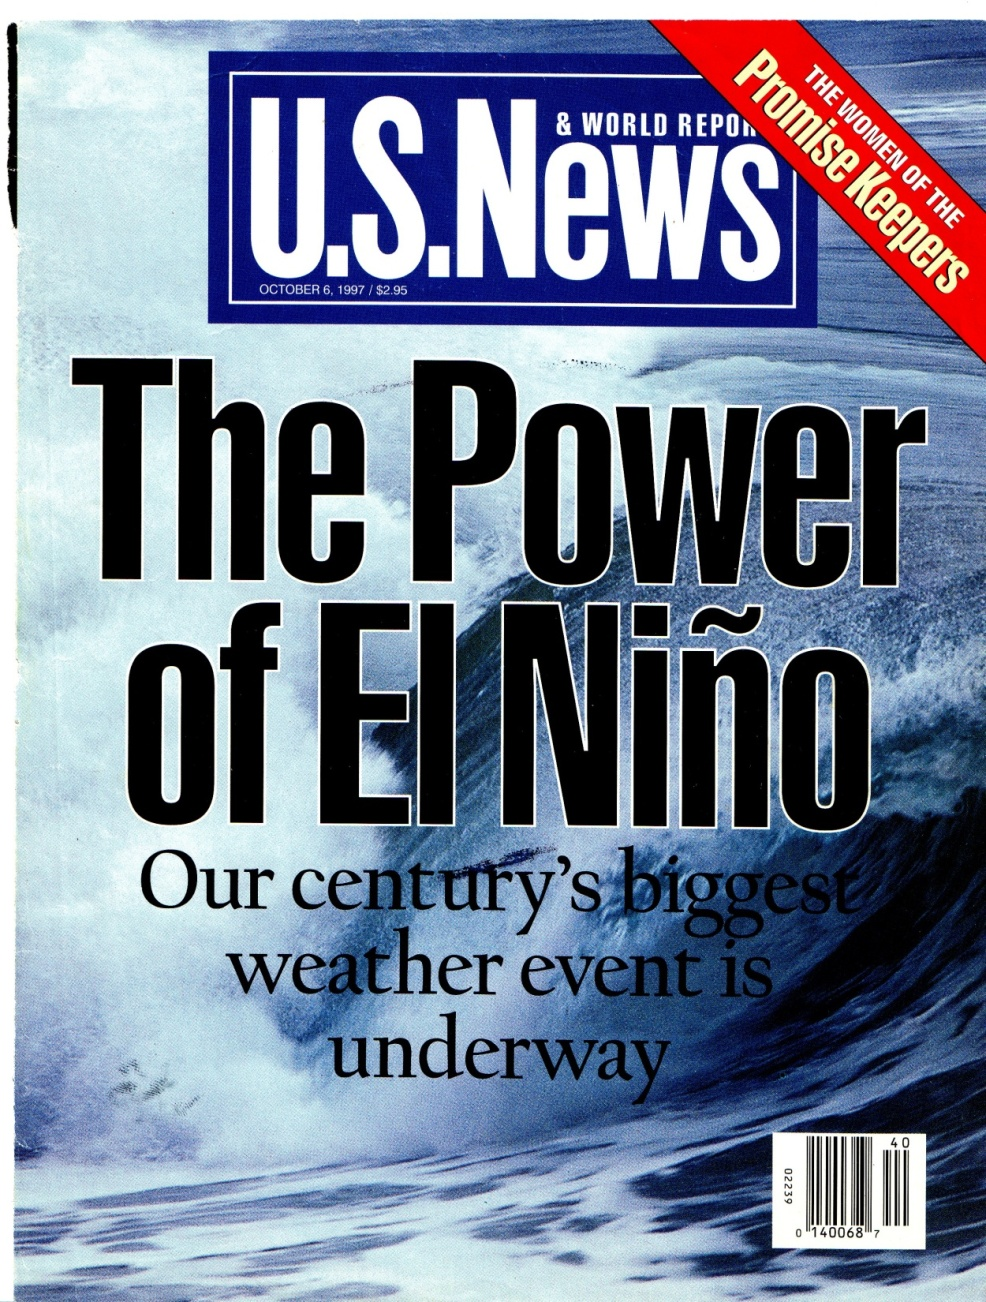 THE WOMEN OF THE
Promise Keepers
U.S. News
& WORLD REPOR
OCTOBER 6, 1997 / $2.95
The Power
of El Niño
Our century's biggest
weather event is
underway
40
02239
0 140068 7